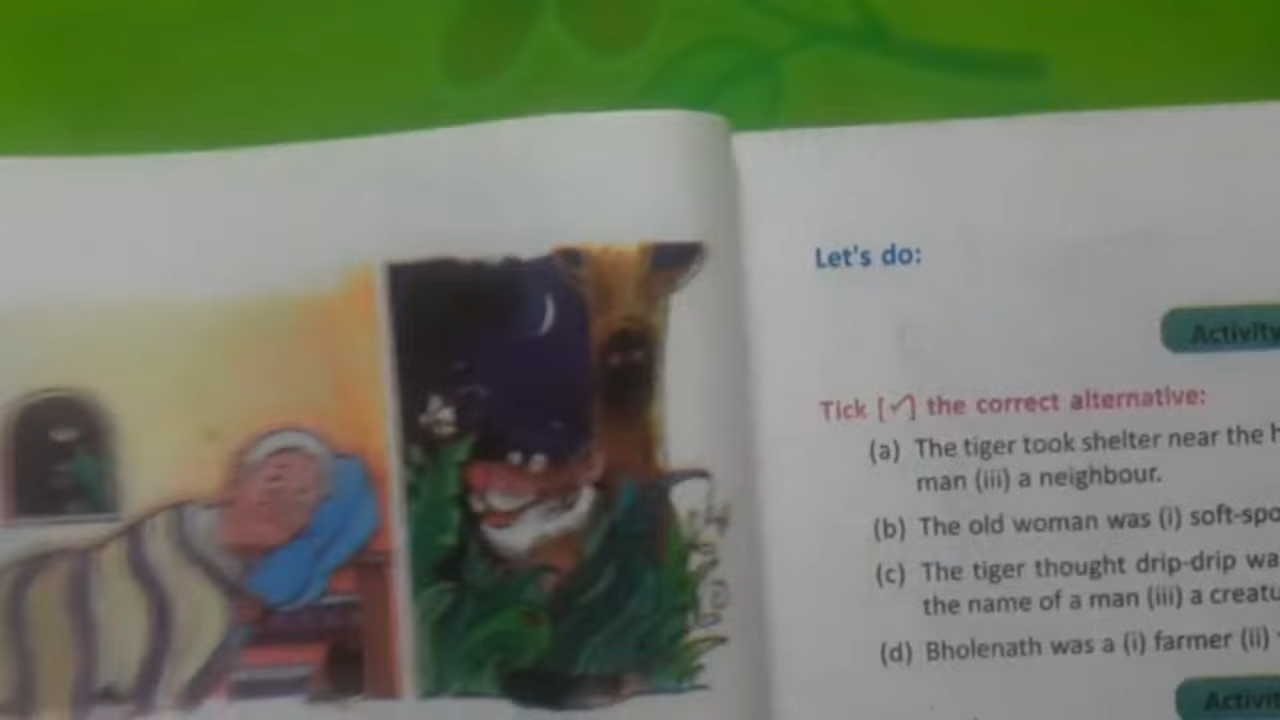 Let's do:
Activity
Tick [✓] the correct alternative:
(a) The tiger took shelter near the h
man (iii) a neighbour.
(b) The old woman was (i) soft-spo
(c) The tiger thought drip-drip wa
the name of a man (iii) a creatu
(d) Bholenath was a (i) farmer (ii)
Activit